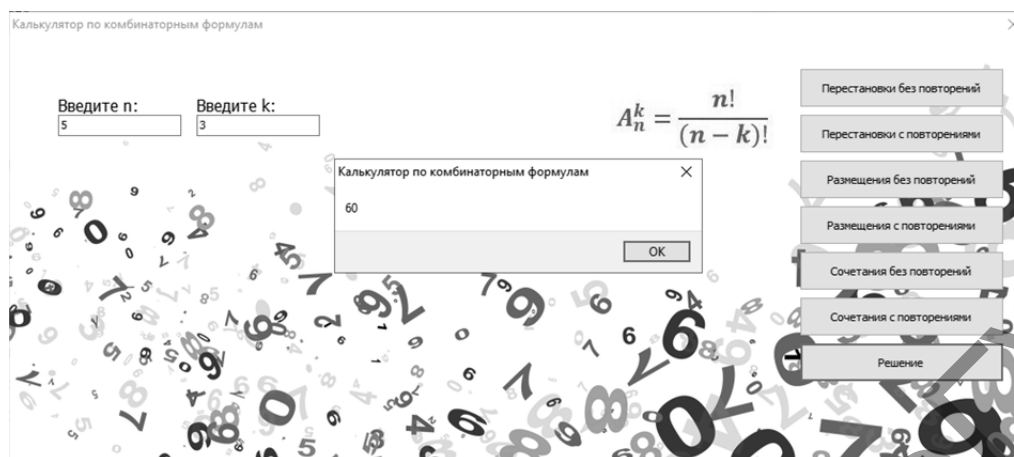 Калькулятор по комбинаторным формулам
Введите n:
Введите k:
5
3
A_n^k = n! / (n − k)!
Калькулятор по комбинаторным формулам
60
OK
Перестановки без повторений
Перестановки с повторениями
Размещения без повторений
Размещения с повторениями
Сочетания без повторений
Сочетания с повторениями
Решение